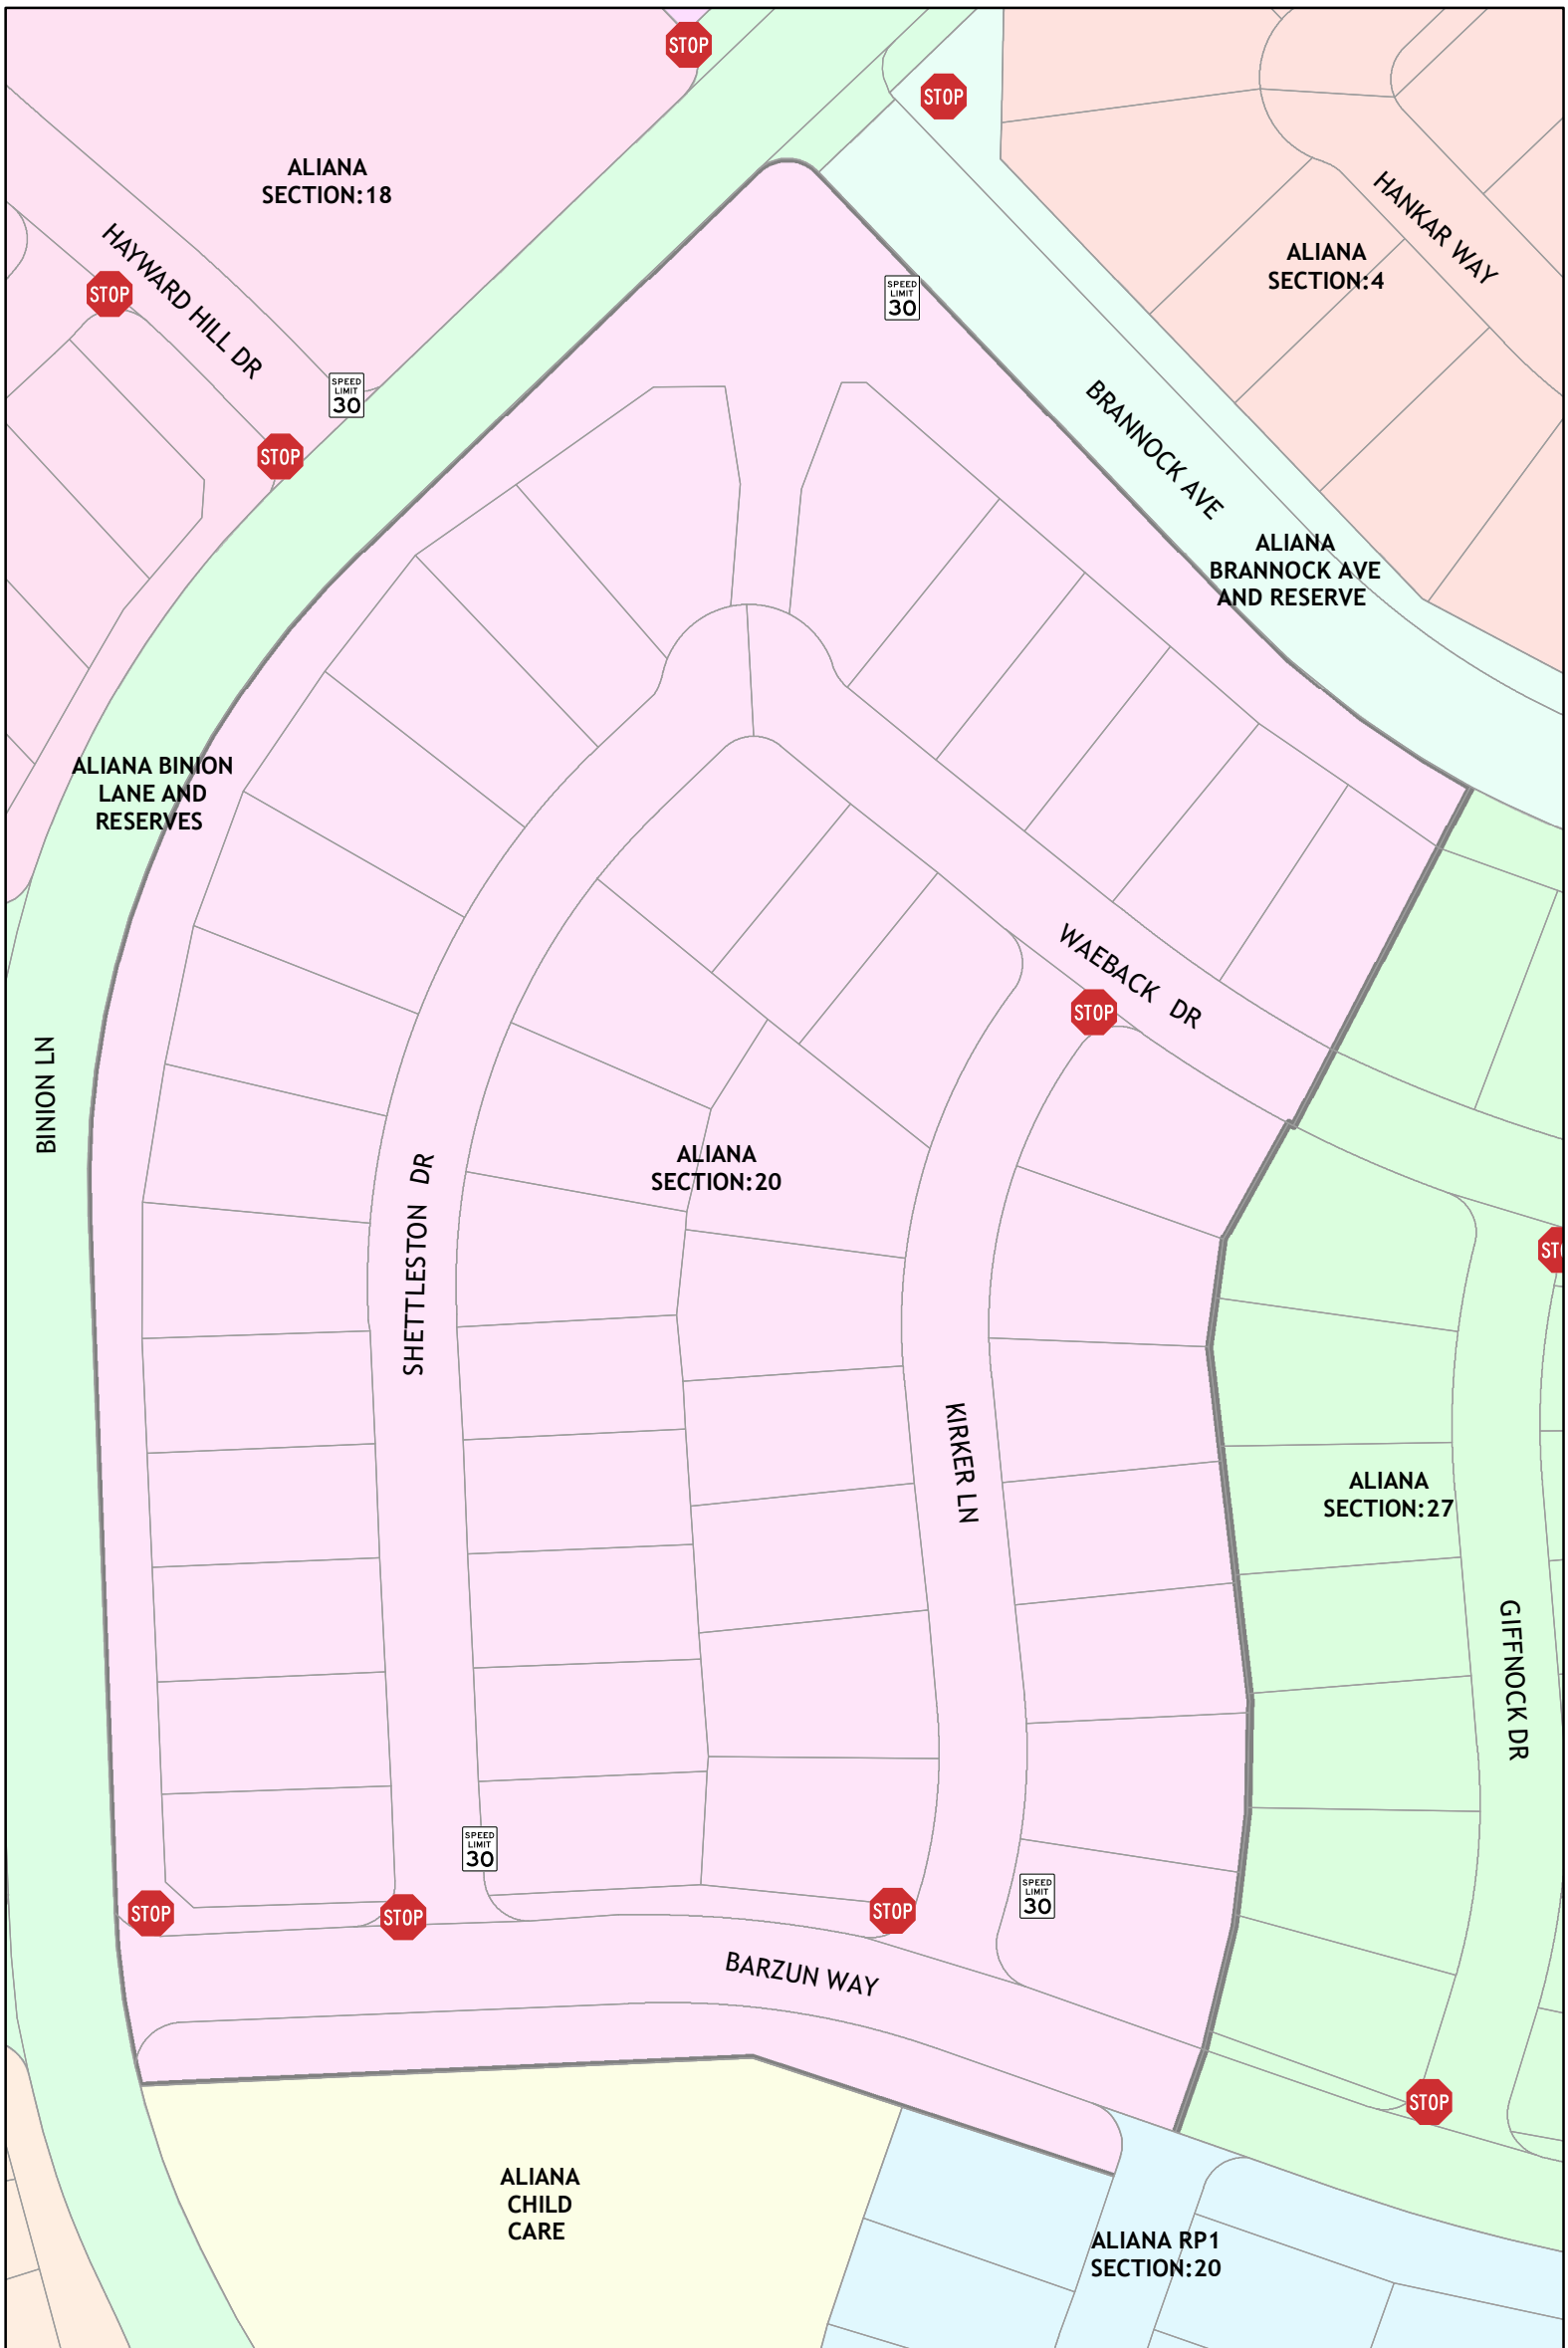 STOP
STOP
ALIANA
SECTION:18
HANKAR WAY
ALIANA
SECTION:4
HAYWARD HILL DR
STOP
SPEED
LIMIT
30
SPEED
LIMIT
30
STOP
BRANNOCK AVE
ALIANA
BRANNOCK AVE
AND RESERVE
ALIANA BINION
LANE AND
RESERVES
WAEBACK DR
STOP
BINION LN
ALIANA
SECTION:20
SHETTLESTON DR
STO
KIRKER LN
ALIANA
SECTION:27
GIFFNOCK DR
SPEED
LIMIT
30
SPEED
LIMIT
30
STOP
STOP
STOP
BARZUN WAY
STOP
ALIANA
CHILD
CARE
ALIANA RP1
SECTION:20